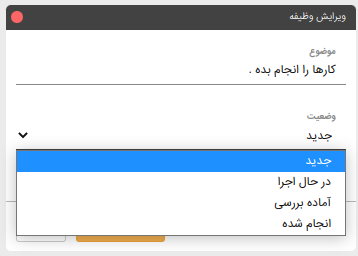 ویرایش وظیفه
موضوع
کارها را انجام بده .
وضعیت
جدید
جدید
در حال اجرا
آماده بررسی
انجام شده